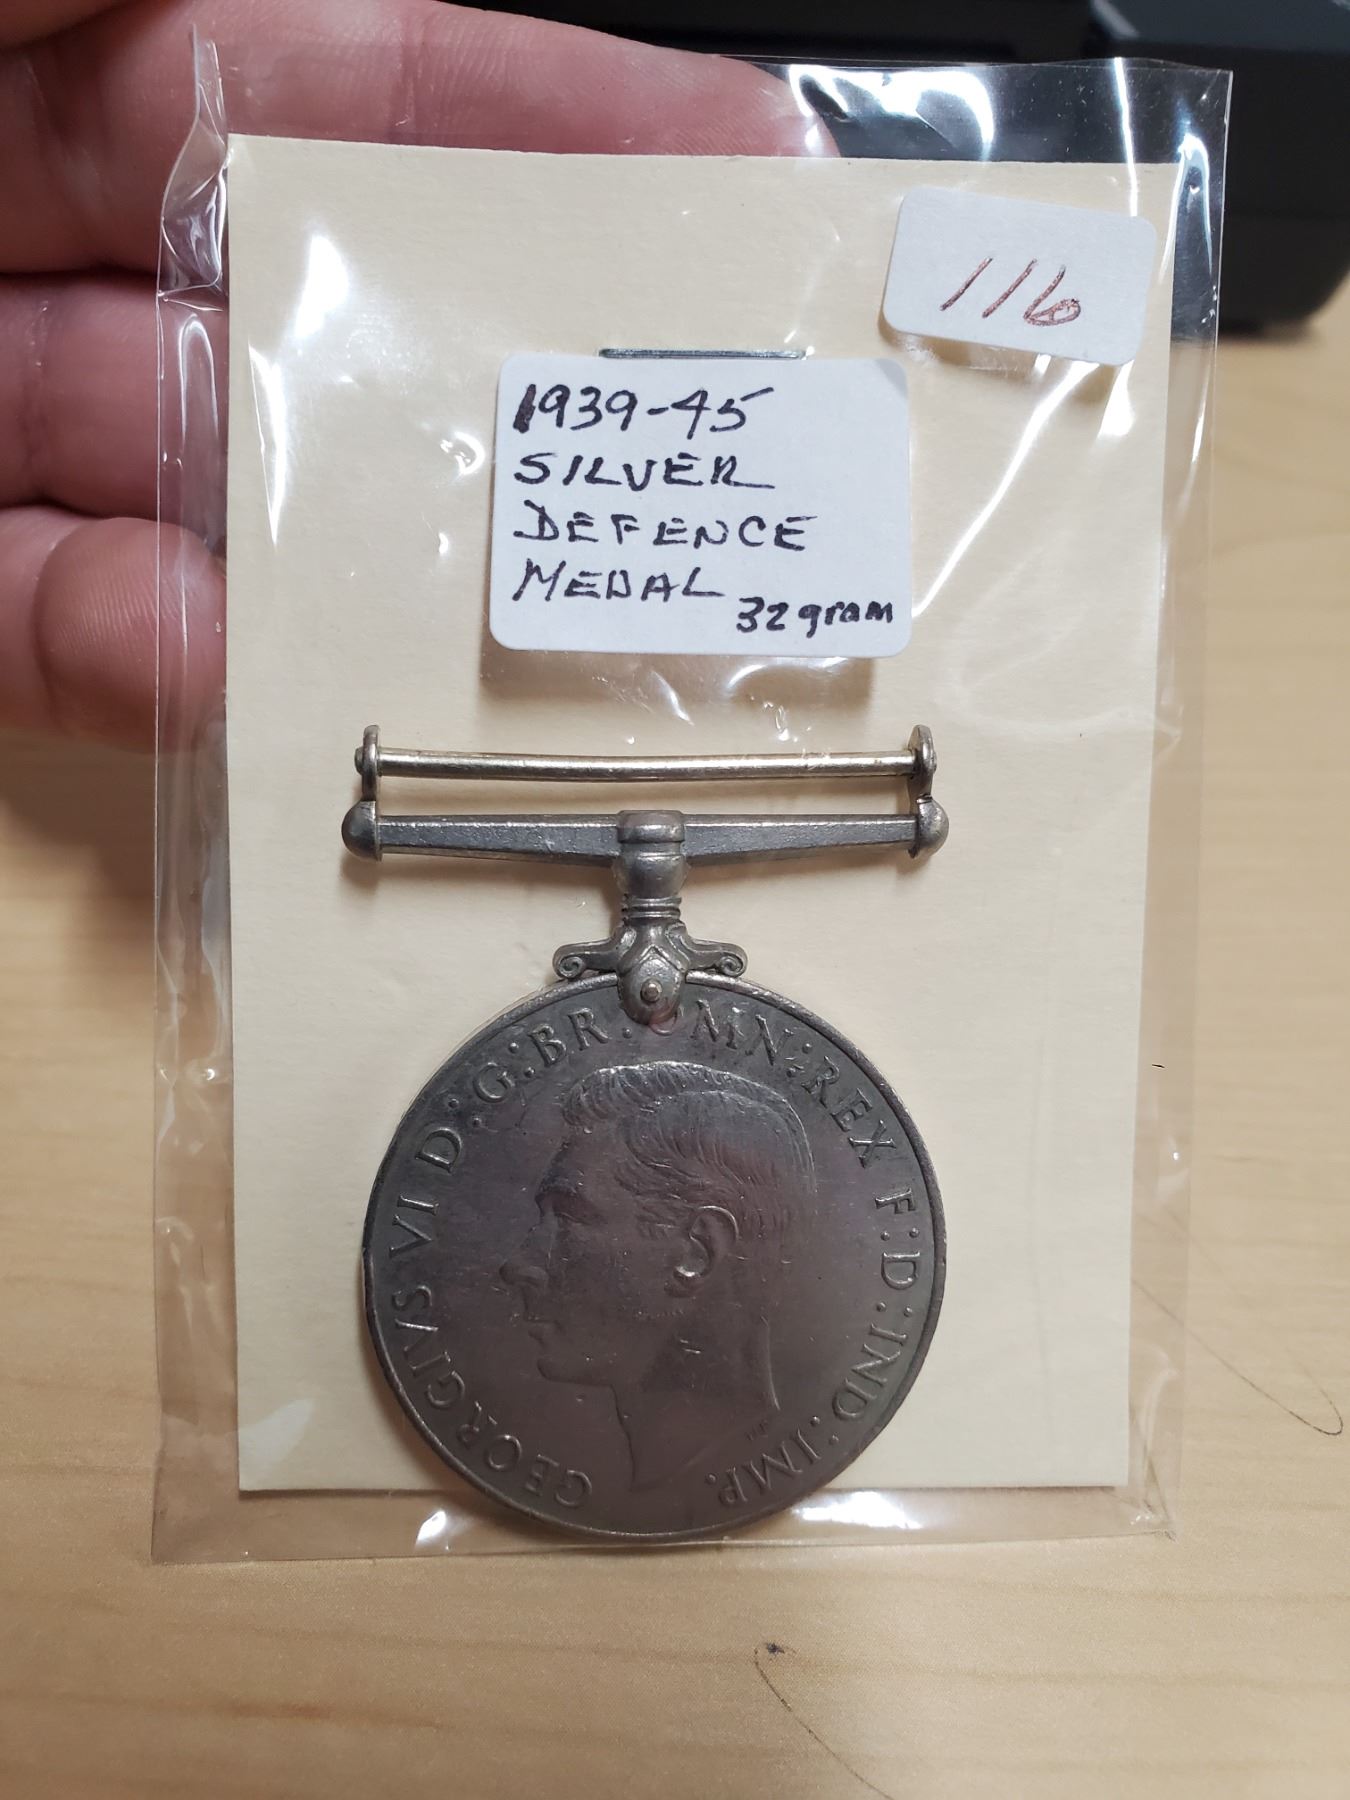 116
1939-45
SILVER
DEFENCE
MEDAL
32 gram
GEORGIVS VI D:G:BR:OMN:REX F:D:IND:IMP.